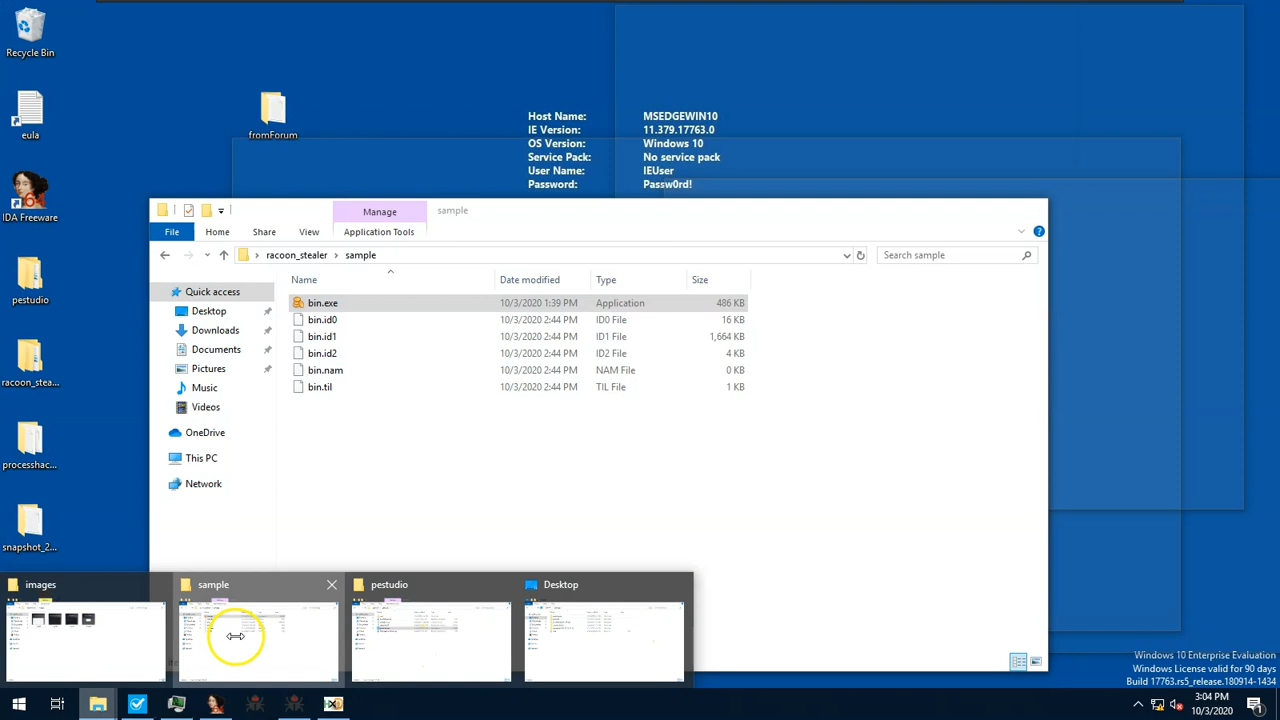 Recycle Bin
eula
fromForum
IDA Freeware
pestudio
racoon_stea...
processhac...
snapshot_2...
Host Name: MSEDGEWIN10
IE Version: 11.379.17763.0
OS Version: Windows 10
Service Pack: No service pack
User Name: IEUser
Password: Passw0rd!
Manage sample
File Home Share View Application Tools
racoon_stealer > sample Search sample
Name Date modified Type Size
bin.exe 10/3/2020 1:39 PM Application 486 KB
bin.id0 10/3/2020 2:44 PM ID0 File 16 KB
bin.id1 10/3/2020 2:44 PM ID1 File 1,664 KB
bin.id2 10/3/2020 2:44 PM ID2 File 4 KB
bin.nam 10/3/2020 2:44 PM NAM File 0 KB
bin.til 10/3/2020 2:44 PM TIL File 1 KB
Quick access
Desktop
Downloads
Documents
Pictures
Music
Videos
OneDrive
This PC
Network
images sample pestudio Desktop
Windows 10 Enterprise Evaluation
Windows License valid for 90 days
Build 17763.rs5_release.180914-1434
3:04 PM
10/3/2020